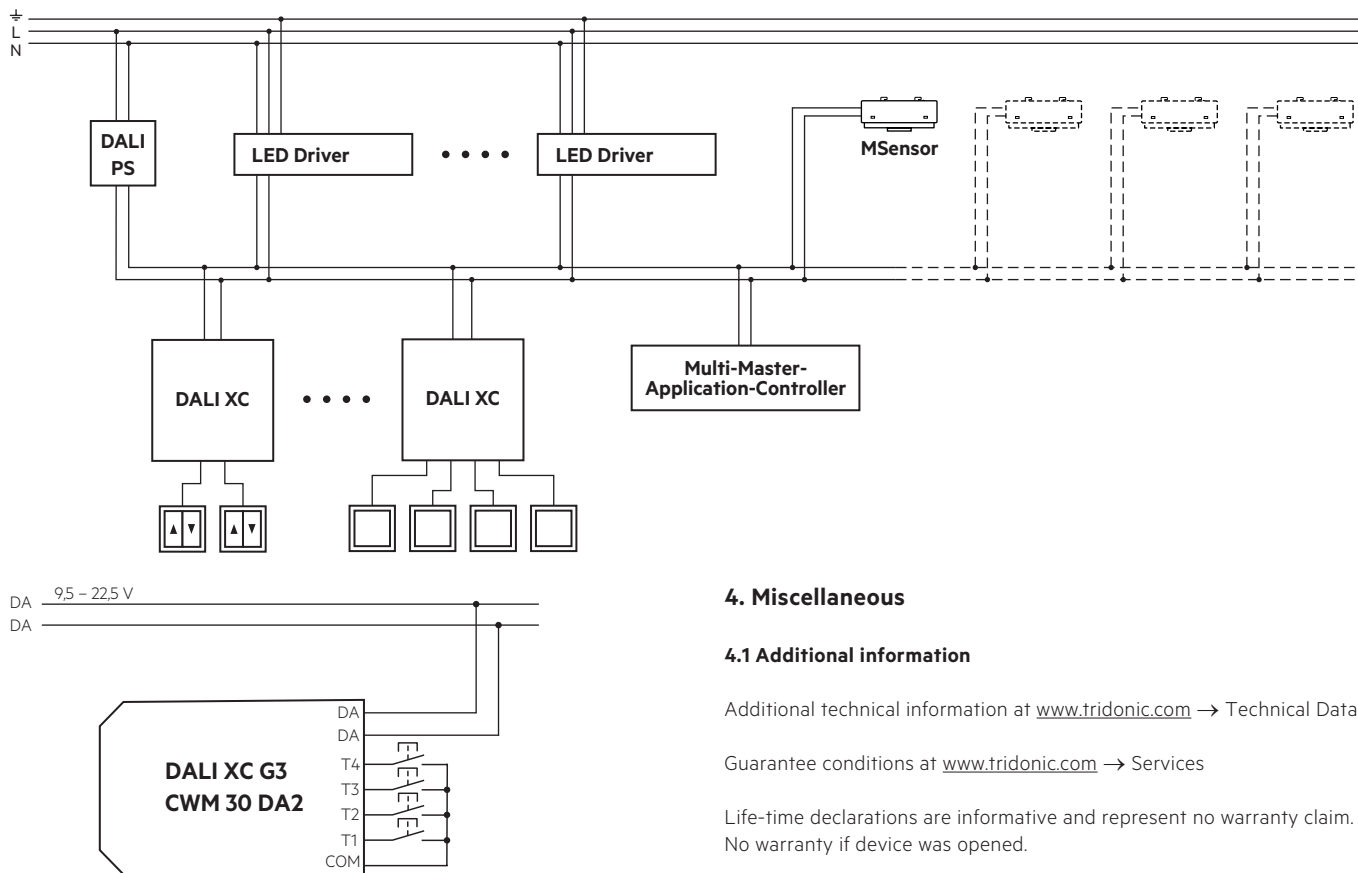 L
N
DALI
PS
LED Driver
LED Driver
MSensor
DALI XC
DALI XC
Multi-Master-
Application-Controller
DA 9,5 – 22,5 V
DA
DA
DA
T4
T3
T2
T1
COM
DALI XC G3
CWM 30 DA2
4. Miscellaneous
4.1 Additional information
Additional technical information at www.tridonic.com → Technical Data
Guarantee conditions at www.tridonic.com → Services
Life-time declarations are informative and represent no warranty claim.
No warranty if device was opened.